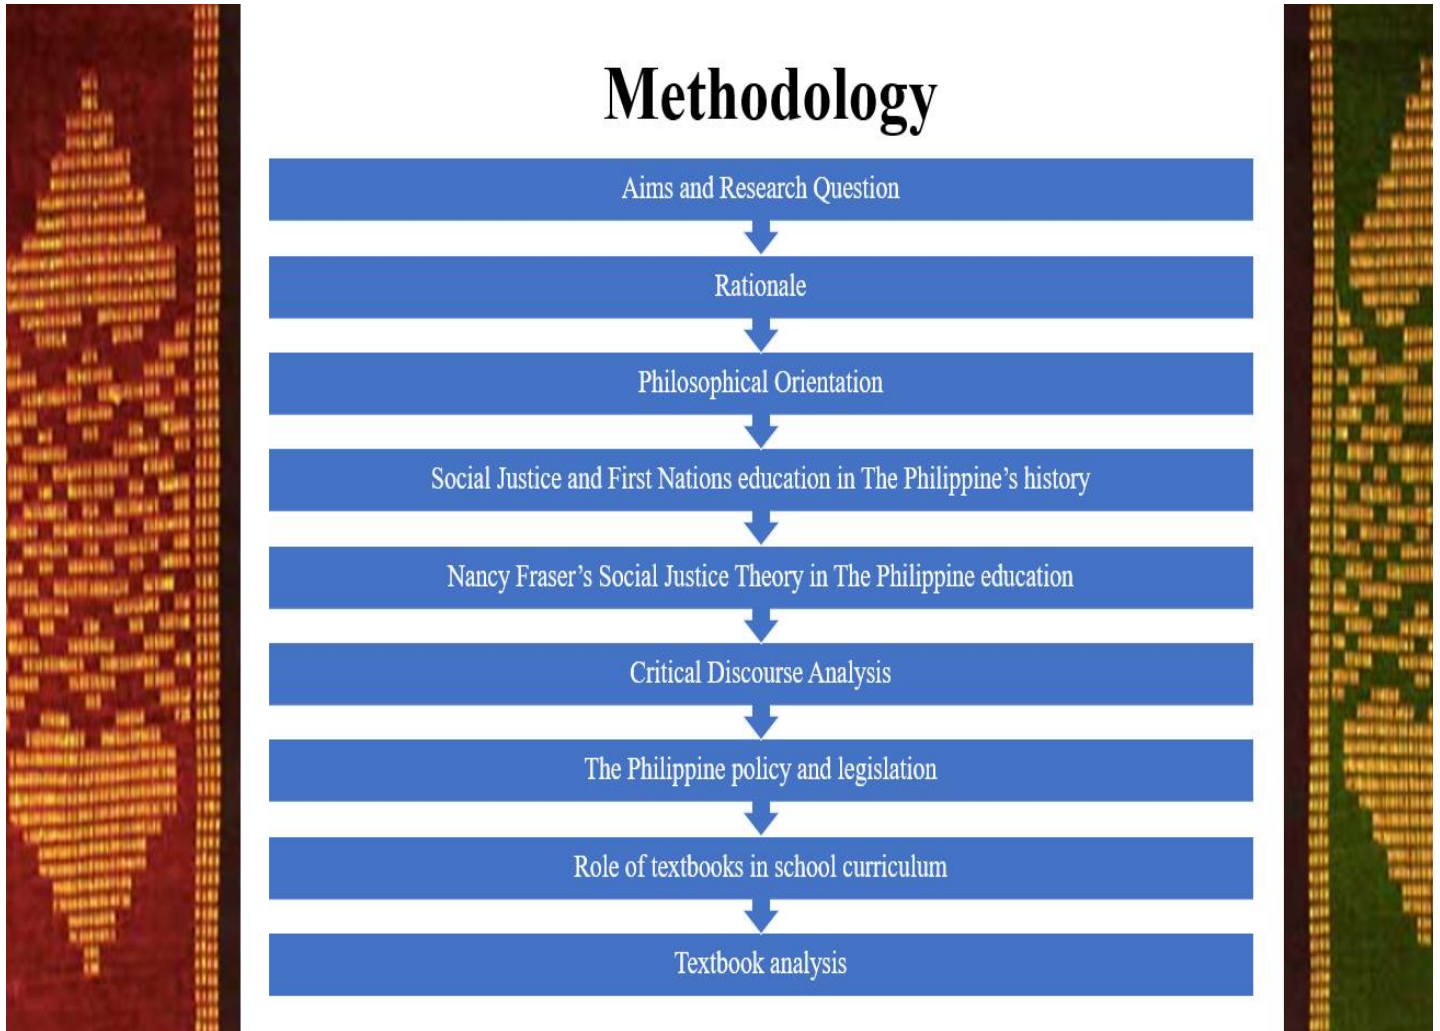 Methodology
Aims and Research Question
Rationale
Philosophical Orientation
Social Justice and First Nations education in The Philippine’s history
Nancy Fraser’s Social Justice Theory in The Philippine education
Critical Discourse Analysis
The Philippine policy and legislation
Role of textbooks in school curriculum
Textbook analysis